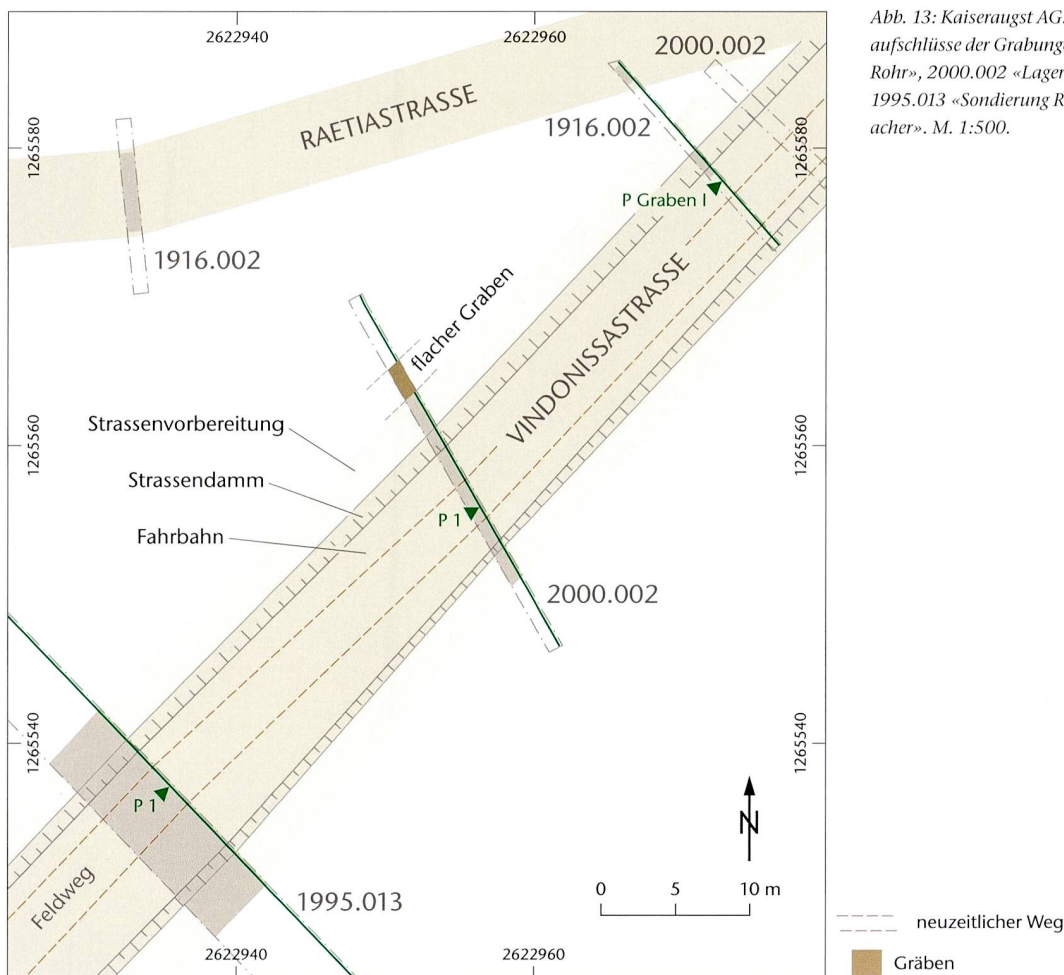 2622940
2622960
2000.002
RAETIASTRASSE
1916.002
1265580
1265580
P Graben I
1916.002
flacher Graben
VINDONISSASTRASSE
Strassenvorbereitung
1265560
1265560
Strassendamm
P 1
Fahrbahn
2000.002
1265540
1265540
P 1
N
Feldweg
0 5 10 m
1995.013
2622940
2622960
Abb. 13: Kaiseraugst AG
aufschlüsse der Grabung
Rohr», 2000.002 «Lager
1995.013 «Sondierung R
acher». M. 1:500.
neuzeitlicher Weg
Gräben